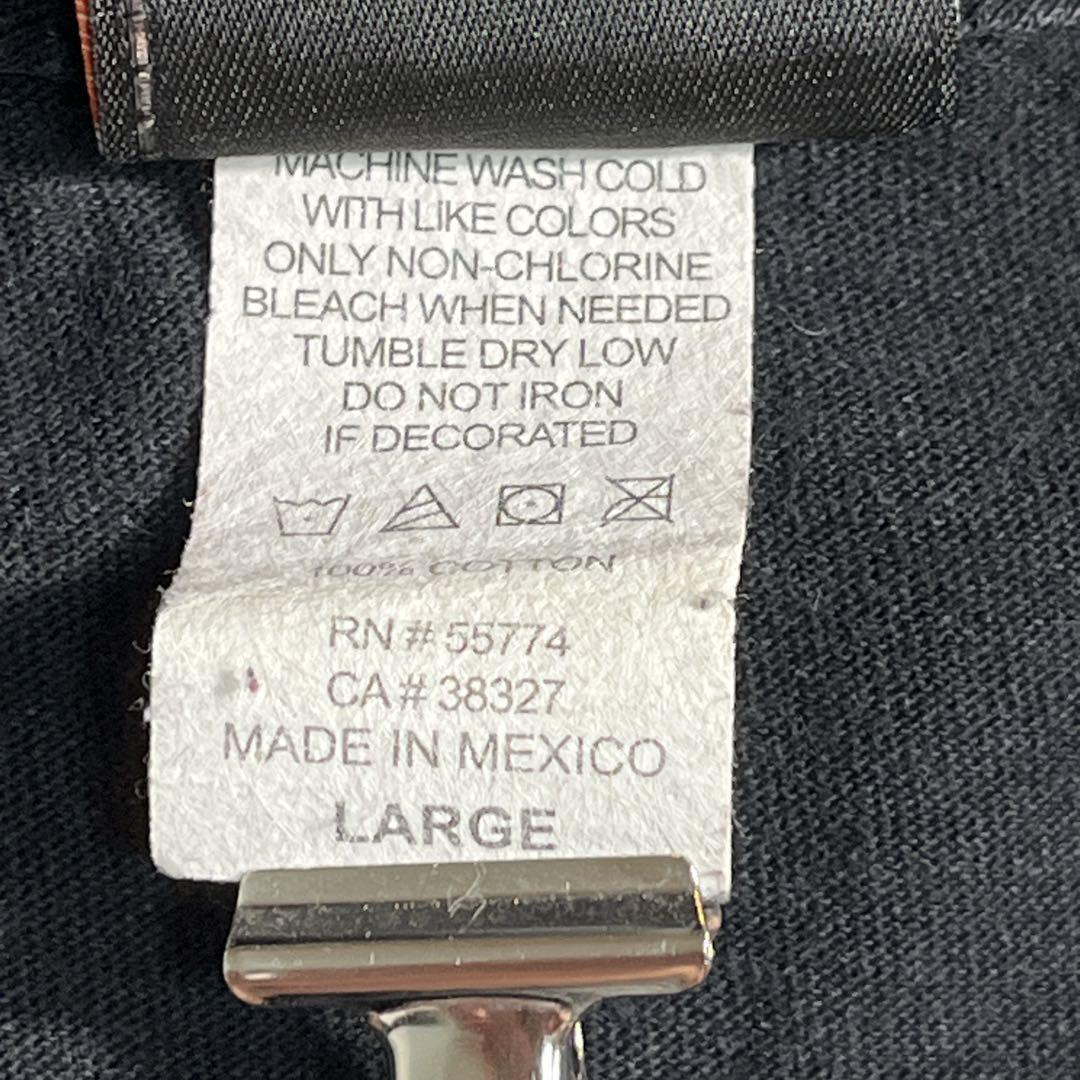 MACHINE WASH COLD
WITH LIKE COLORS
ONLY NON-CHLORINE
BLEACH WHEN NEEDED
TUMBLE DRY LOW
DO NOT IRON
IF DECORATED
100% COTTON
RN # 55774
CA # 38327
MADE IN MEXICO
LARGE